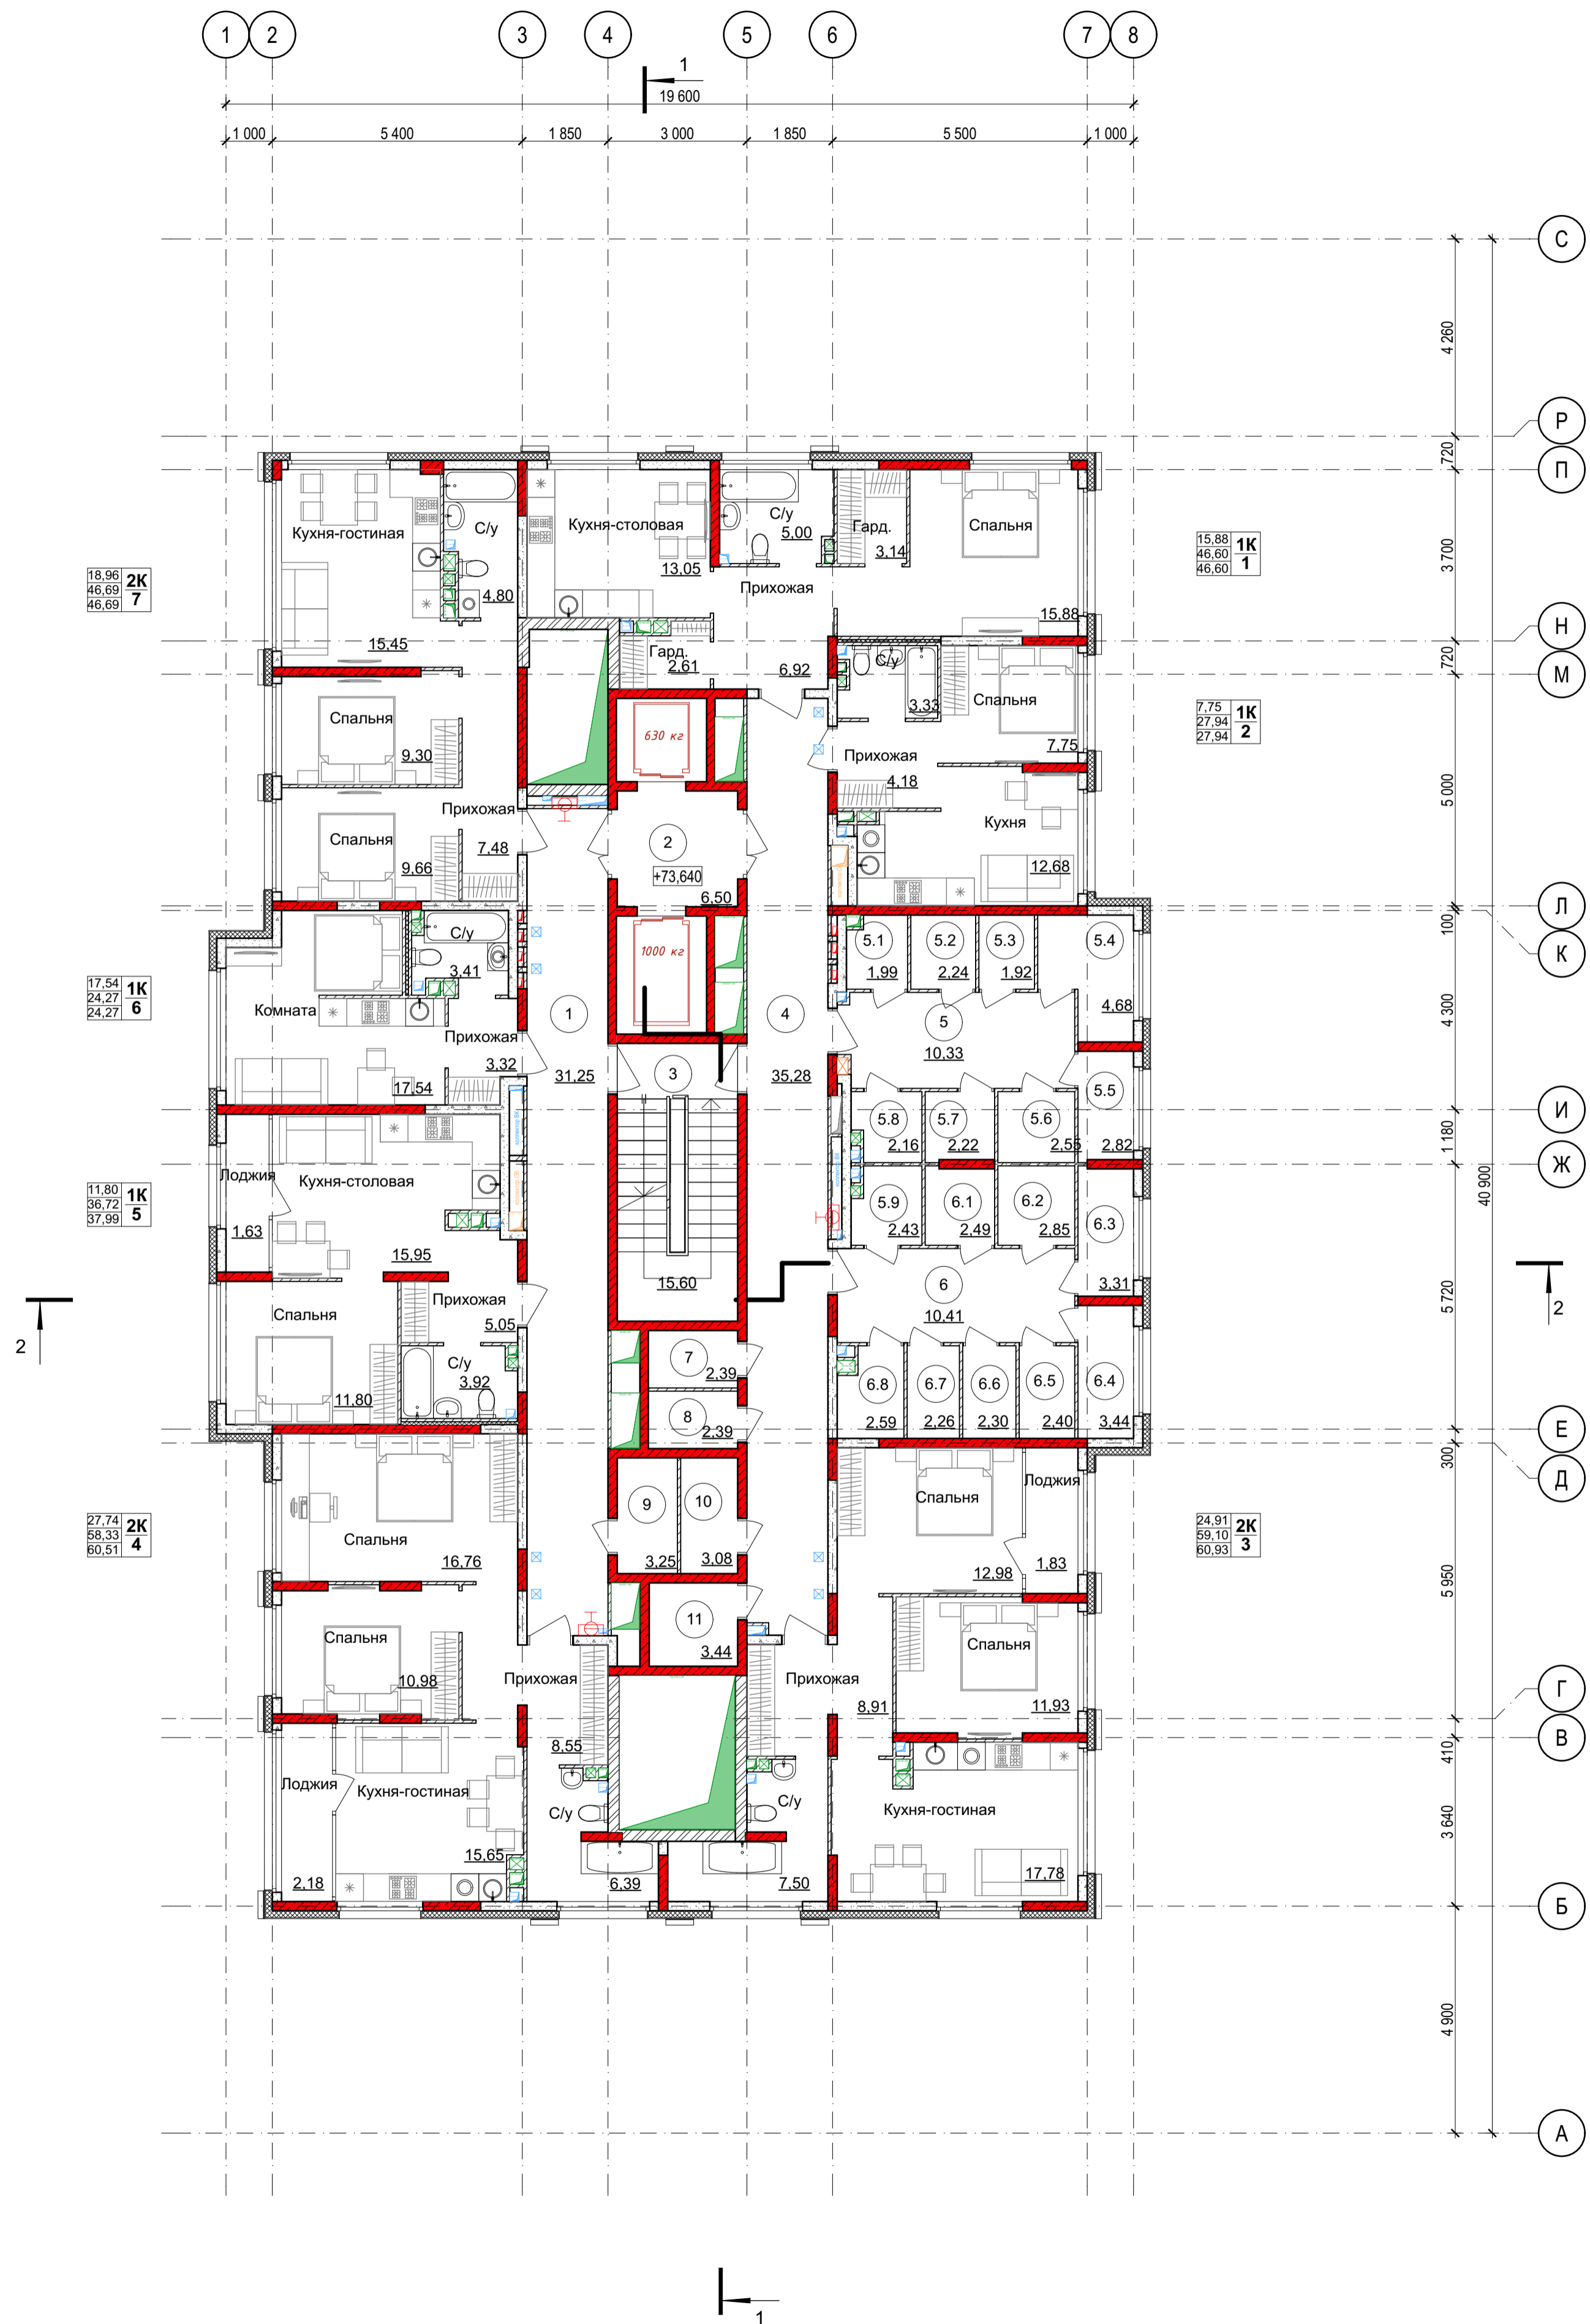 1 2 3 4 5 6 7 8
1
19 600
1 000 5 400 1 850 3 000 1 850 5 500 1 000
С
4 260
Р
720
П
Кухня-гостиная
15,45
С/у
4,80
Кухня-столовая
13,05
С/у
5,00
Гард.
3,14
Спальня
15,88
Прихожая
6,92
Гард.
2,61
15,88
46,60
46,60
1К
1
18,96
46,69
46,69
2К
7
3 700
Н
720
М
Спальня
9,30
Спальня
9,66
Прихожая
7,48
630 кг
2
+73,640
6,50
1000 кг
С/у
3,33
Спальня
7,75
Прихожая
4,18
Кухня
12,68
7,75
27,94
27,94
1К
2
5 000
Л
100
К
С/у
3,41
Комната
17,54
Прихожая
3,32
17,54
24,27
24,27
1К
6
1
31,25
3
15,60
4
35,28
5.1
1,99
5.2
2,24
5.3
1,92
5.4
4,68
5
10,33
5.5
2,82
5.8
2,16
5.7
2,22
5.6
2,55
4 300
И
1 180
Ж
40 900
Лоджия
1,63
Кухня-столовая
15,95
11,80
36,72
37,99
1К
5
5.9
2,43
6.1
2,49
6.2
2,85
6.3
3,31
6
10,41
Спальня
11,80
Прихожая
5,05
С/у
3,92
2
2
5 720
7
2,39
8
2,39
6.8
2,59
6.7
2,26
6.6
2,30
6.5
2,40
6.4
3,44
Е
300
Д
Спальня
16,76
27,74
58,33
60,51
2К
4
9
3,25
10
3,08
Спальня
12,98
Лоджия
1,83
24,91
59,10
60,93
2К
3
5 950
11
3,44
Спальня
10,98
Прихожая
8,55
Прихожая
8,91
Спальня
11,93
Г
410
В
Лоджия
2,18
Кухня-гостиная
15,65
С/у
6,39
С/у
7,50
Кухня-гостиная
17,78
3 640
Б
4 900
А
1